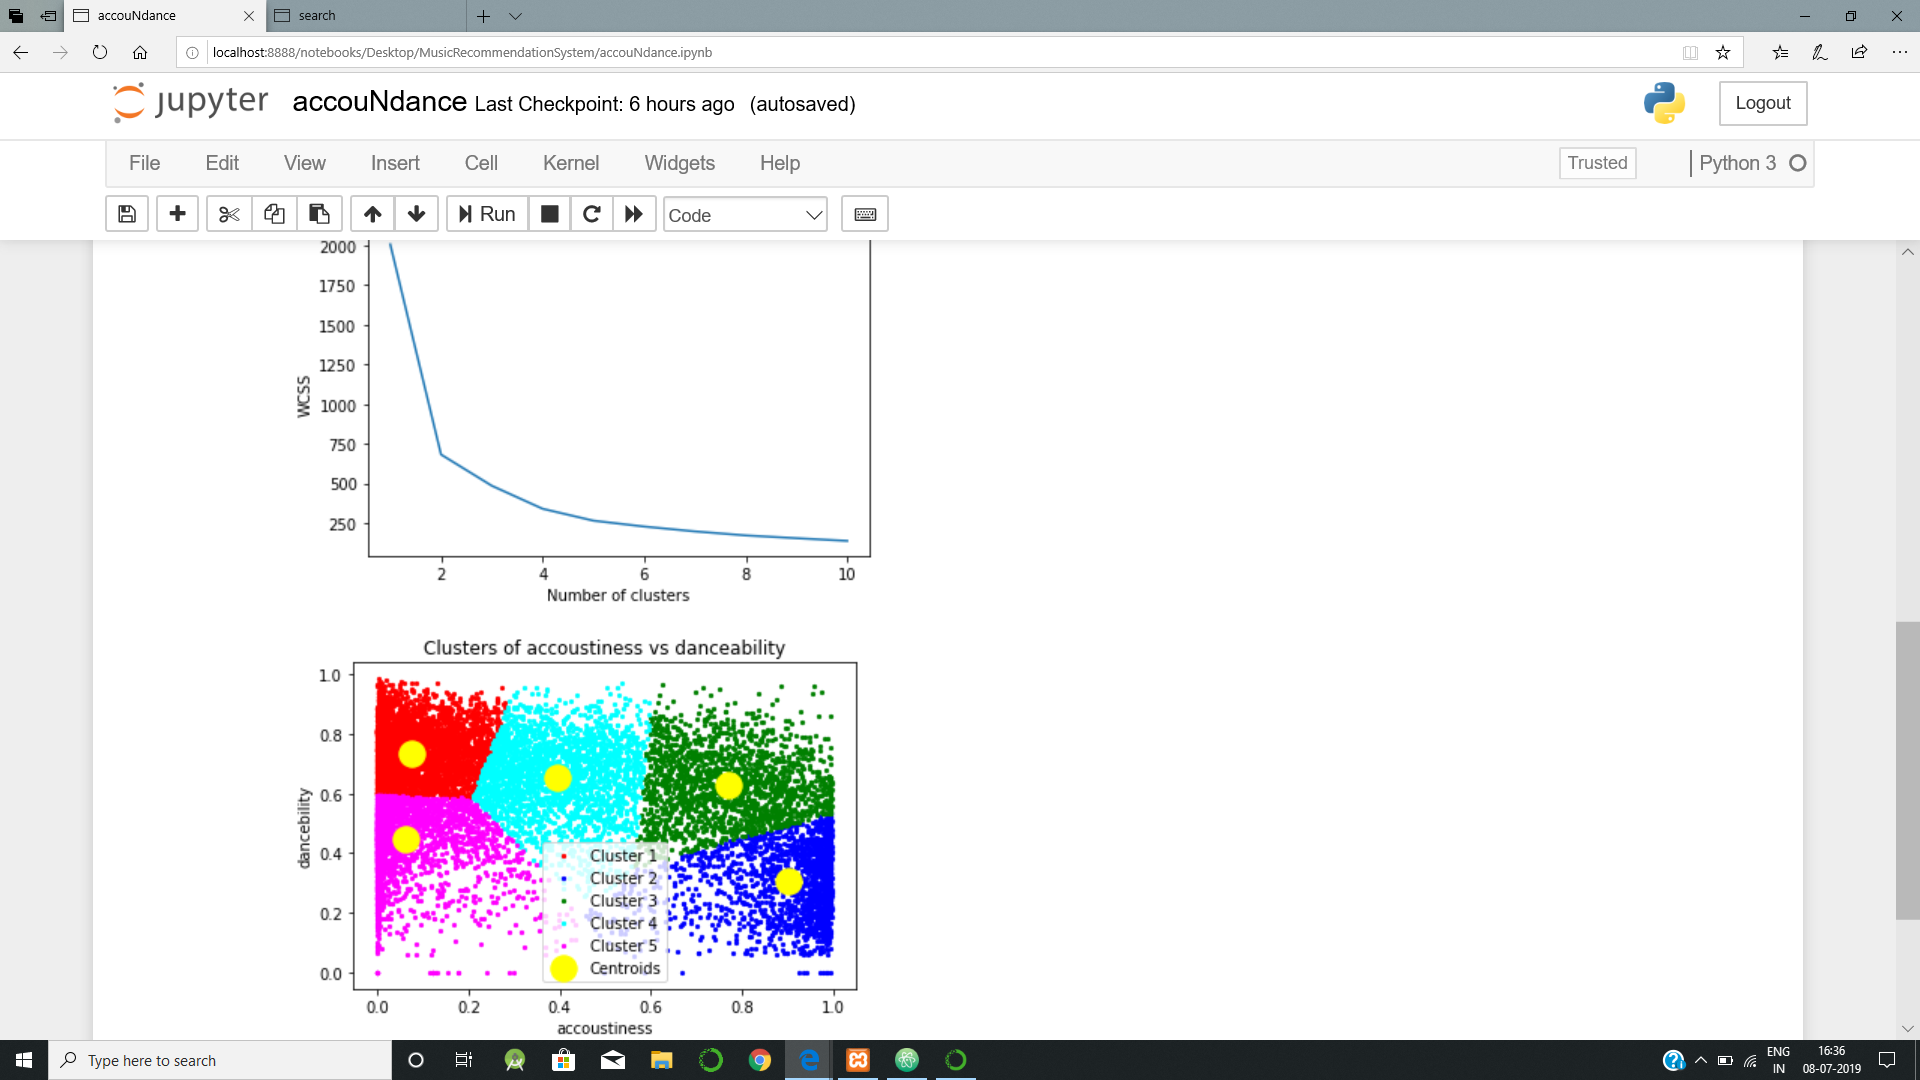 accouNdance
search
localhost:8888/notebooks/Desktop/MusicRecommendationSystem/accouNdance.ipynb
jupyter accouNdance Last Checkpoint: 6 hours ago (autosaved)
Logout
File Edit View Insert Cell Kernel Widgets Help
Trusted
Python 3
Run
Code
2000
1750
1500
1250
1000
750
500
250
WCSS
2 4 6 8 10
Number of clusters
Clusters of accoustiness vs danceability
1.0
0.8
0.6
0.4
0.2
0.0
dancebility
Cluster 1
Cluster 2
Cluster 3
Cluster 4
Cluster 5
Centroids
0.0 0.2 0.4 0.6 0.8 1.0
accoustiness
Type here to search
ENG
IN
16:36
08-07-2019